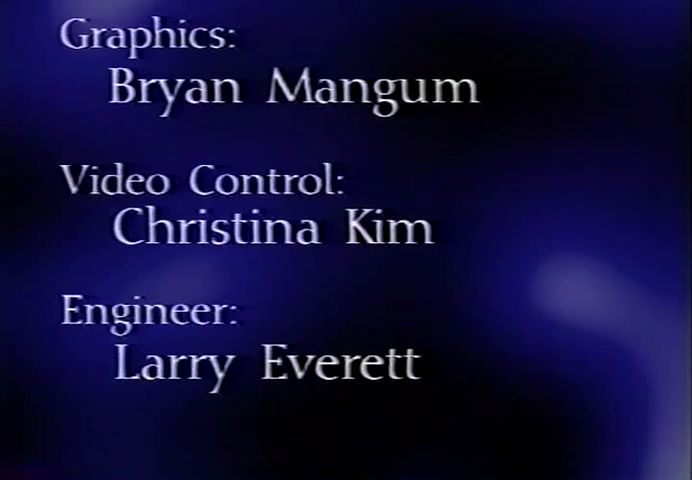 Graphics:
Bryan Mangum
Video Control:
Christina Kim
Engineer:
Larry Everett